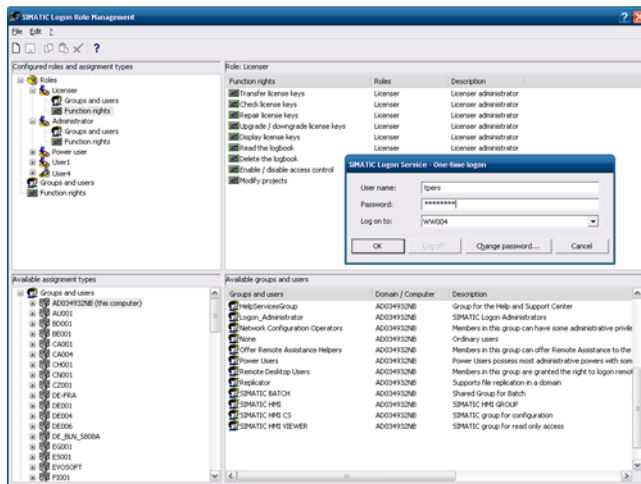 SIMATIC Logon Role Management
File Edit ?
Configured roles and assignment types
Roles
Licenser
Groups and users
Function rights
Administrator
Groups and users
Function rights
Power user
User1
User4
Groups and users
Function rights
Role: Licenser
Function rights Roles Description
Transfer license keys Licenser Licenser administrator
Check license keys Licenser Licenser administrator
Repair license keys Licenser Licenser administrator
Upgrade / downgrade license keys Licenser Licenser administrator
Display license keys Licenser Licenser administrator
Read the logbook Licenser Licenser administrator
Delete the logbook
Enable / disable access control
Modify projects
SIMATIC Logon Service - One-time logon
User name: tpers
Password: ********
Log on to: WW004
OK Log off Change password... Cancel
Available assignment types
Groups and users
AD034932NB (this computer)
AU001
BD001
BE001
CA001
CA004
CH001
CN001
CZ001
DE-FRA
DE001
DE004
DE006
DE_BLN_S808A
EG001
ES001
EVOSOFT
FI001
Available groups and users
Groups and users Domain / Computer Description
HelpServicesGroup AD034932NB Group for the Help and Support Center
Logon_Administrator AD034932NB SIMATIC Logon Administrators
Network Configuration Operators AD034932NB Members in this group can have some administrative privile
None AD034932NB Ordinary users
Offer Remote Assistance Helpers AD034932NB Members in this group can offer Remote Assistance to the
Power Users AD034932NB Power Users possess most administrative powers with som
Remote Desktop Users AD034932NB Members in this group are granted the right to logon remot
Replicator AD034932NB Supports file replication in a domain
SIMATIC BATCH AD034932NB Shared Group for Batch
SIMATIC HMI AD034932NB SIMATIC HMI GROUP
SIMATIC HMI CS AD034932NB SIMATIC group for configuration
SIMATIC HMI VIEWER AD034932NB SIMATIC group for read only access